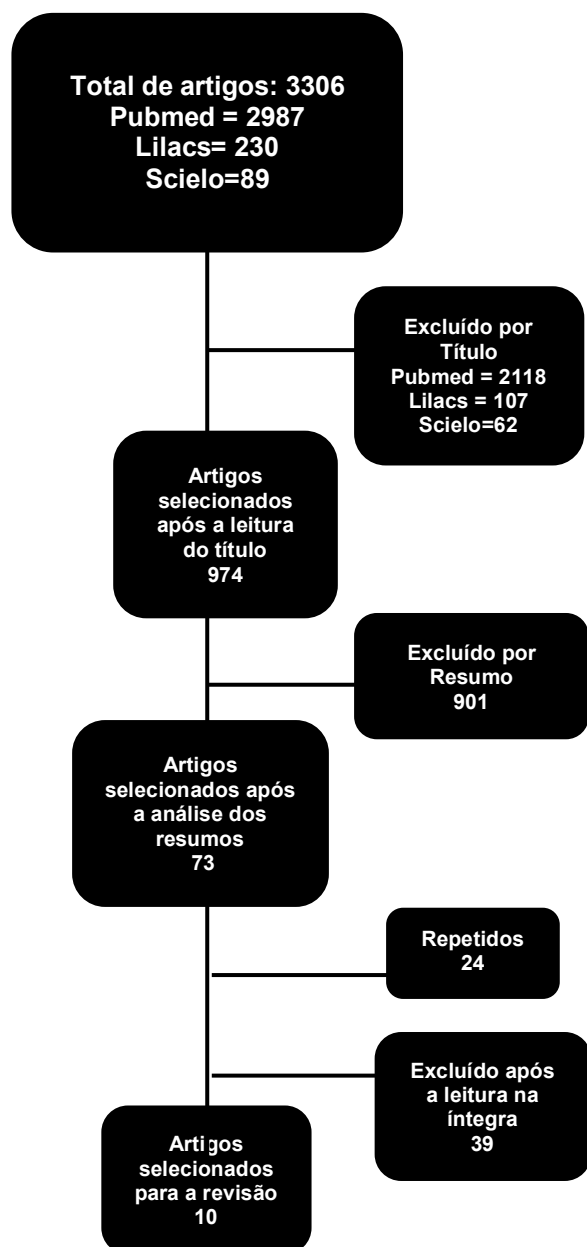 Total de artigos: 3306
Pubmed = 2987
Lilacs= 230
Scielo=89
Excluído por
Título
Pubmed = 2118
Lilacs = 107
Scielo=62
Artigos
selecionados
após a leitura
do título
974
Excluído por
Resumo
901
Artigos
selecionados após
a análise dos
resumos
73
Repetidos
24
Excluído após
a leitura na
íntegra
39
Artigos
selecionados
para a revisão
10